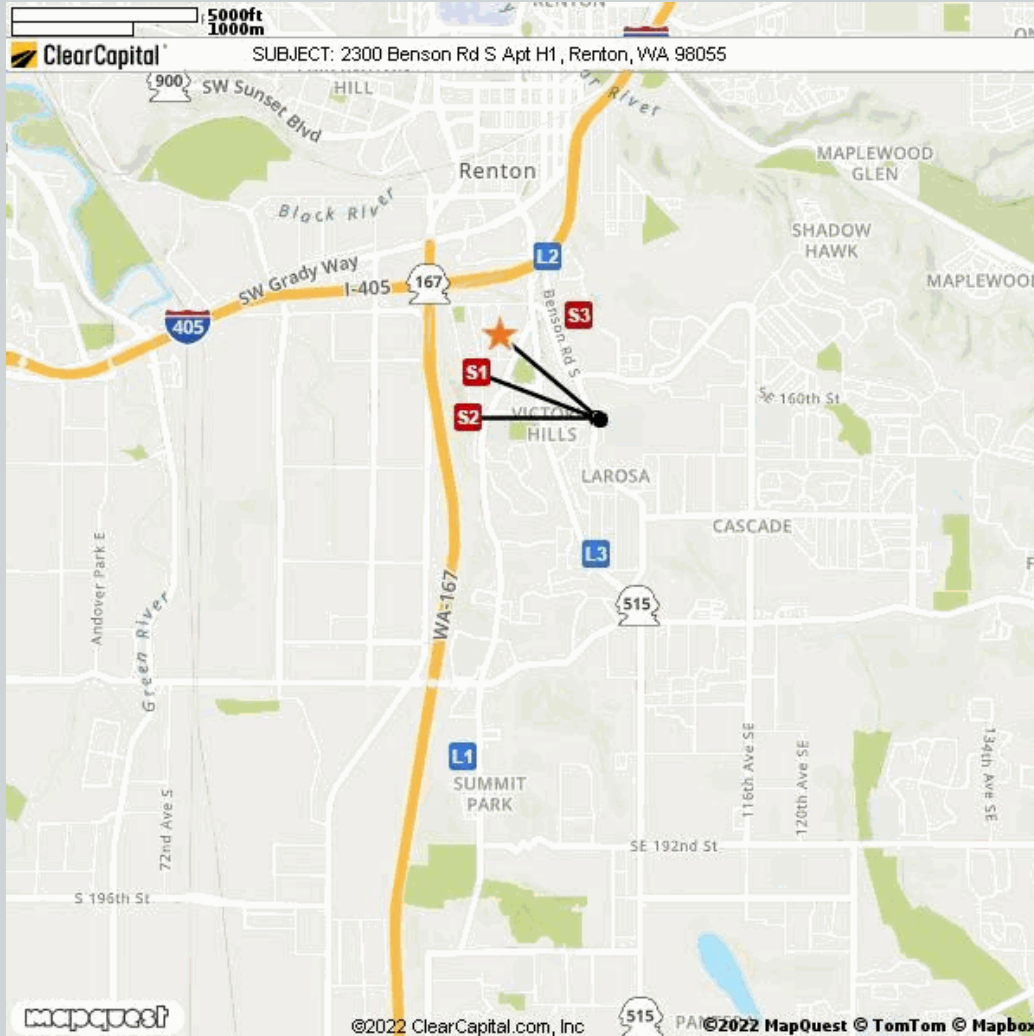 5000ft
1000m
RENTON
ClearCapital
SUBJECT: 2300 Benson Rd S Apt H1, Renton, WA 98055
900
SW Sunset Blvd
HILL
River
Renton
MAPLEWOOD
GLEN
Black River
SHADOW
HAWK
L2
SW Grady Way
I-405
167
MAPLEWOOD
405
Benson Rd S
S3
S1
SE 160th St
S2
HILLS
LAROSA
CASCADE
L3
Andover Park E
WA-167
515
Green River
L1
SUMMIT
PARK
116th Ave SE
120th Ave SE
134th Ave SE
72nd Ave S
SE 192nd St
S 196th St
mapquest
©2022 ClearCapital.com, Inc
515
©2022 MapQuest © TomTom © Mapbox